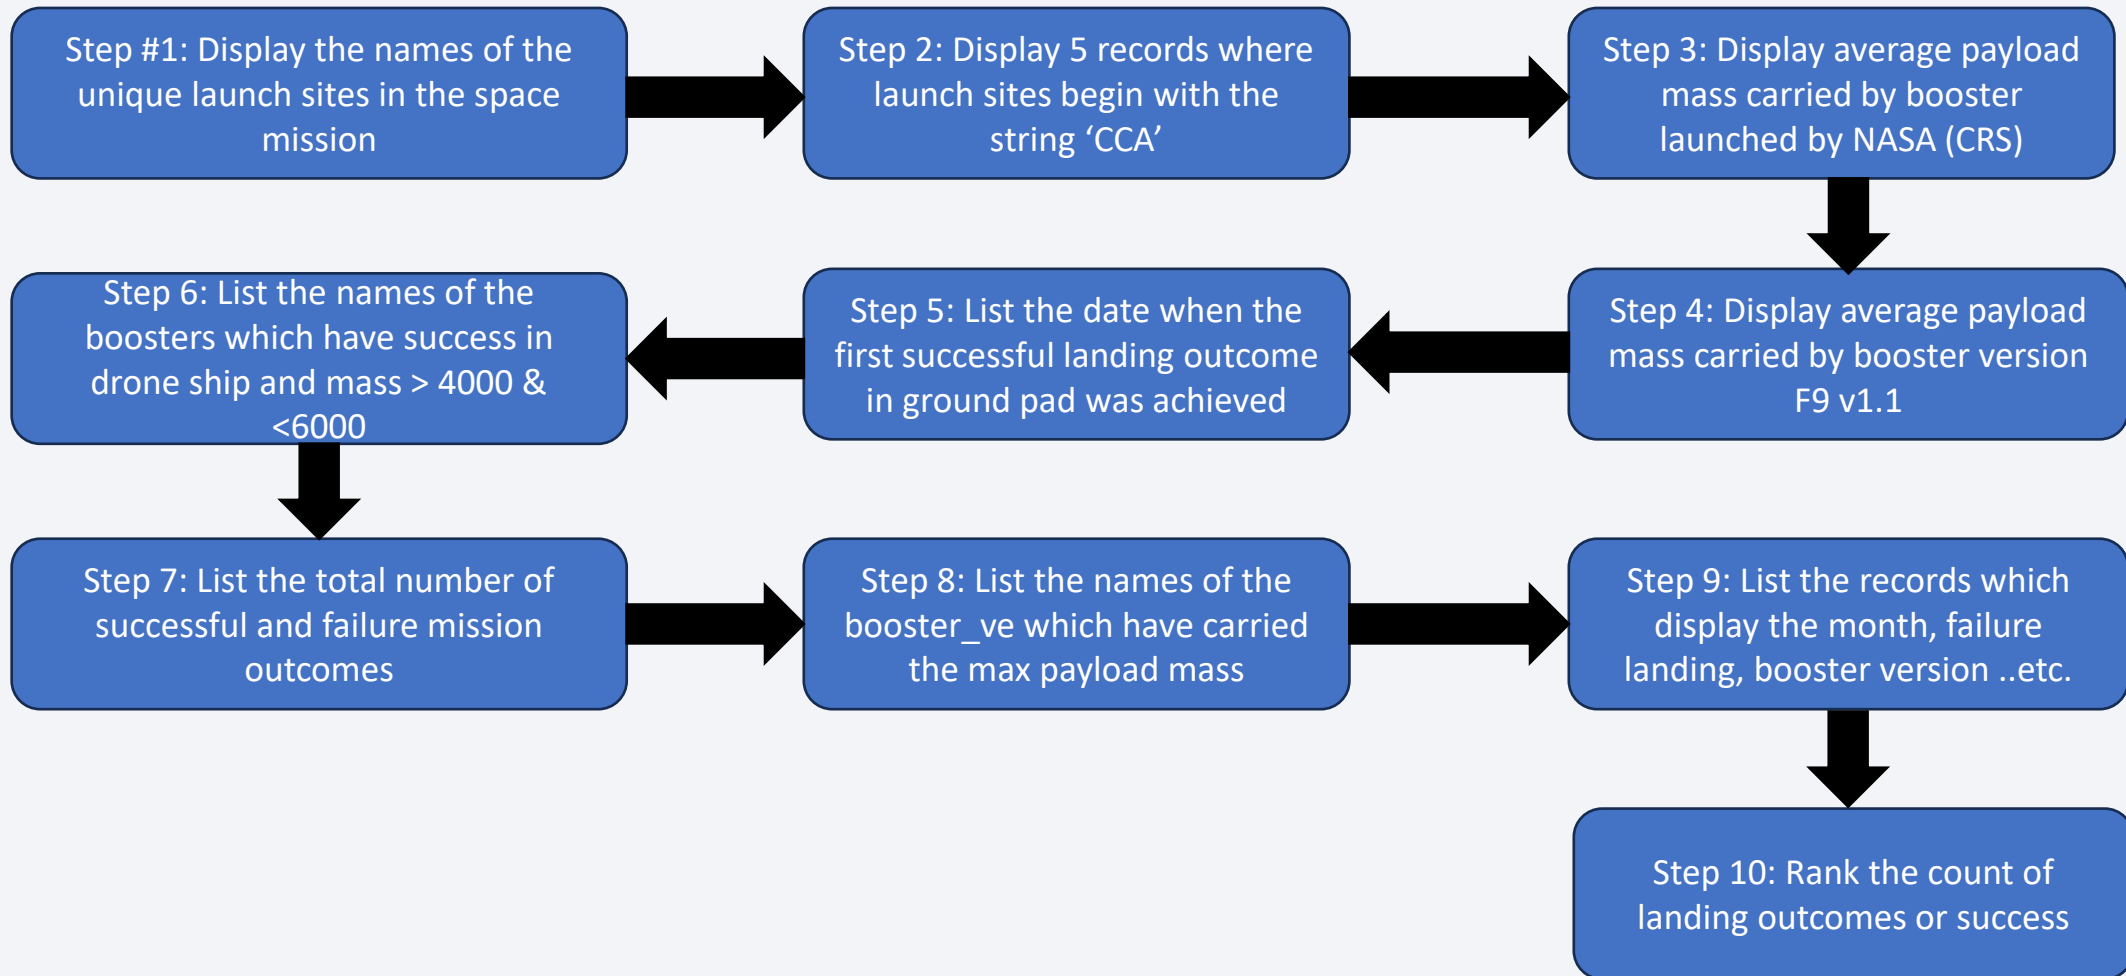 Step #1: Display the names of the
unique launch sites in the space
mission
Step 2: Display 5 records where
launch sites begin with the
string ‘CCA’
Step 3: Display average payload
mass carried by booster
launched by NASA (CRS)
Step 4: Display average payload
mass carried by booster version
F9 v1.1
Step 5: List the date when the
first successful landing outcome
in ground pad was achieved
Step 6: List the names of the
boosters which have success in
drone ship and mass > 4000 &
<6000
Step 7: List the total number of
successful and failure mission
outcomes
Step 8: List the names of the
booster_ve which have carried
the max payload mass
Step 9: List the records which
display the month, failure
landing, booster version ..etc.
Step 10: Rank the count of
landing outcomes or success